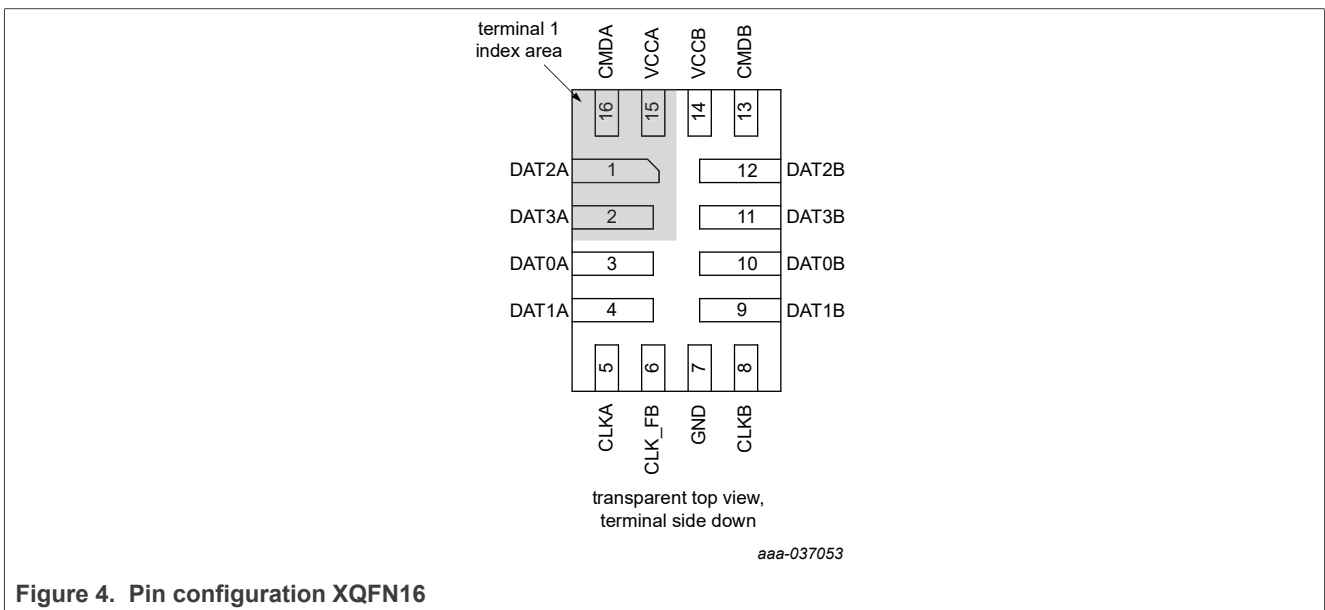 terminal 1
index area
CMDA
VCCA
VCCB
CMDB
16
15
14
13
DAT2A 1 12 DAT2B
DAT3A 2 11 DAT3B
DAT0A 3 10 DAT0B
DAT1A 4 9 DAT1B
5
6
7
8
CLKA
CLK_FB
GND
CLKB
transparent top view,
terminal side down
aaa-037053
Figure 4. Pin configuration XQFN16